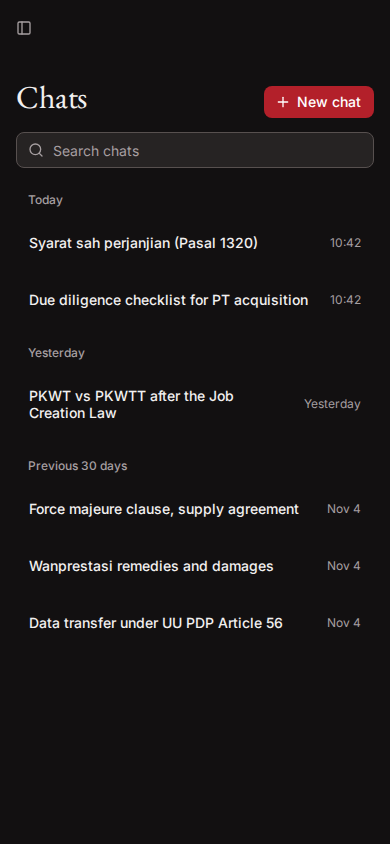 Chats
New chat
Search chats
Today
Syarat sah perjanjian (Pasal 1320) 10:42
Due diligence checklist for PT acquisition 10:42
Yesterday
PKWT vs PKWTT after the Job
Creation Law
Yesterday
Previous 30 days
Force majeure clause, supply agreement Nov 4
Wanprestasi remedies and damages Nov 4
Data transfer under UU PDP Article 56 Nov 4